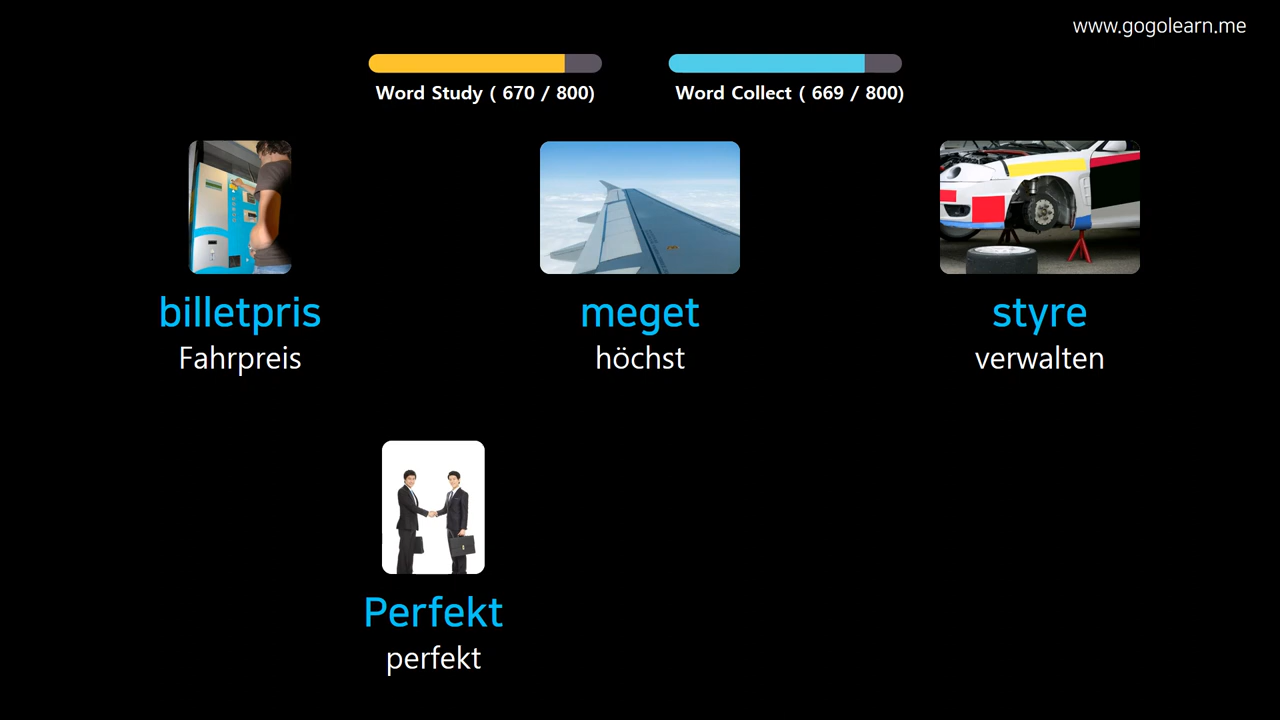 www.gogolearn.me
Word Study ( 670 / 800)
Word Collect ( 669 / 800)
billetpris
Fahrpreis
meget
höchst
styre
verwalten
Perfekt
perfekt